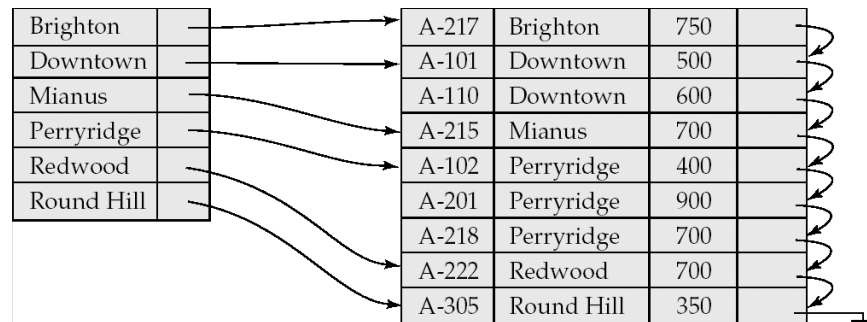 Brighton
Downtown
Mianus
Perryridge
Redwood
Round Hill
A-217 Brighton 750
A-101 Downtown 500
A-110 Downtown 600
A-215 Mianus 700
A-102 Perryridge 400
A-201 Perryridge 900
A-218 Perryridge 700
A-222 Redwood 700
A-305 Round Hill 350